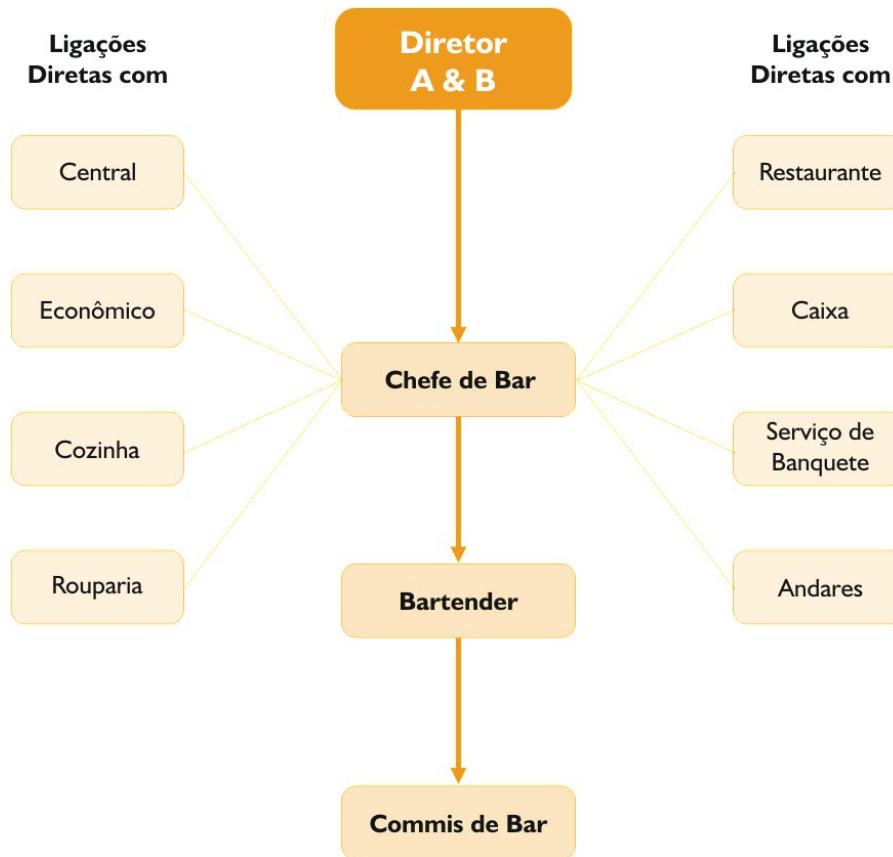 Ligações
Diretas com
Diretor
A & B
Ligações
Diretas com
Central
Restaurante
Econômico
Caixa
Chefe de Bar
Cozinha
Serviço de
Banquete
Rouparia
Bartender
Andares
Commis de Bar